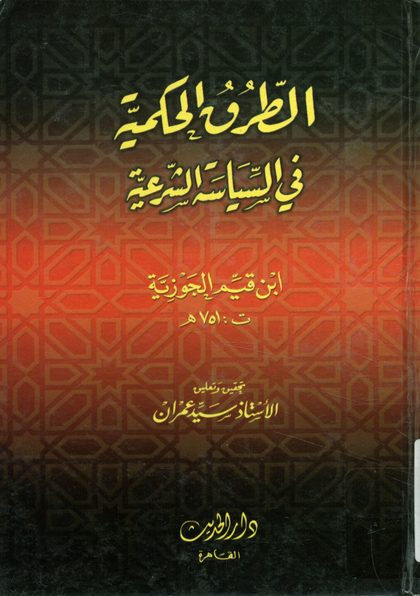 الطرق الحكمية
في السياسة الشرعية
ابن قيم الجوزية
ت : ٧٥١ هـ
تحقيق وتعليق
الأستاذ سيد عمران
دار الحديث
القاهرة